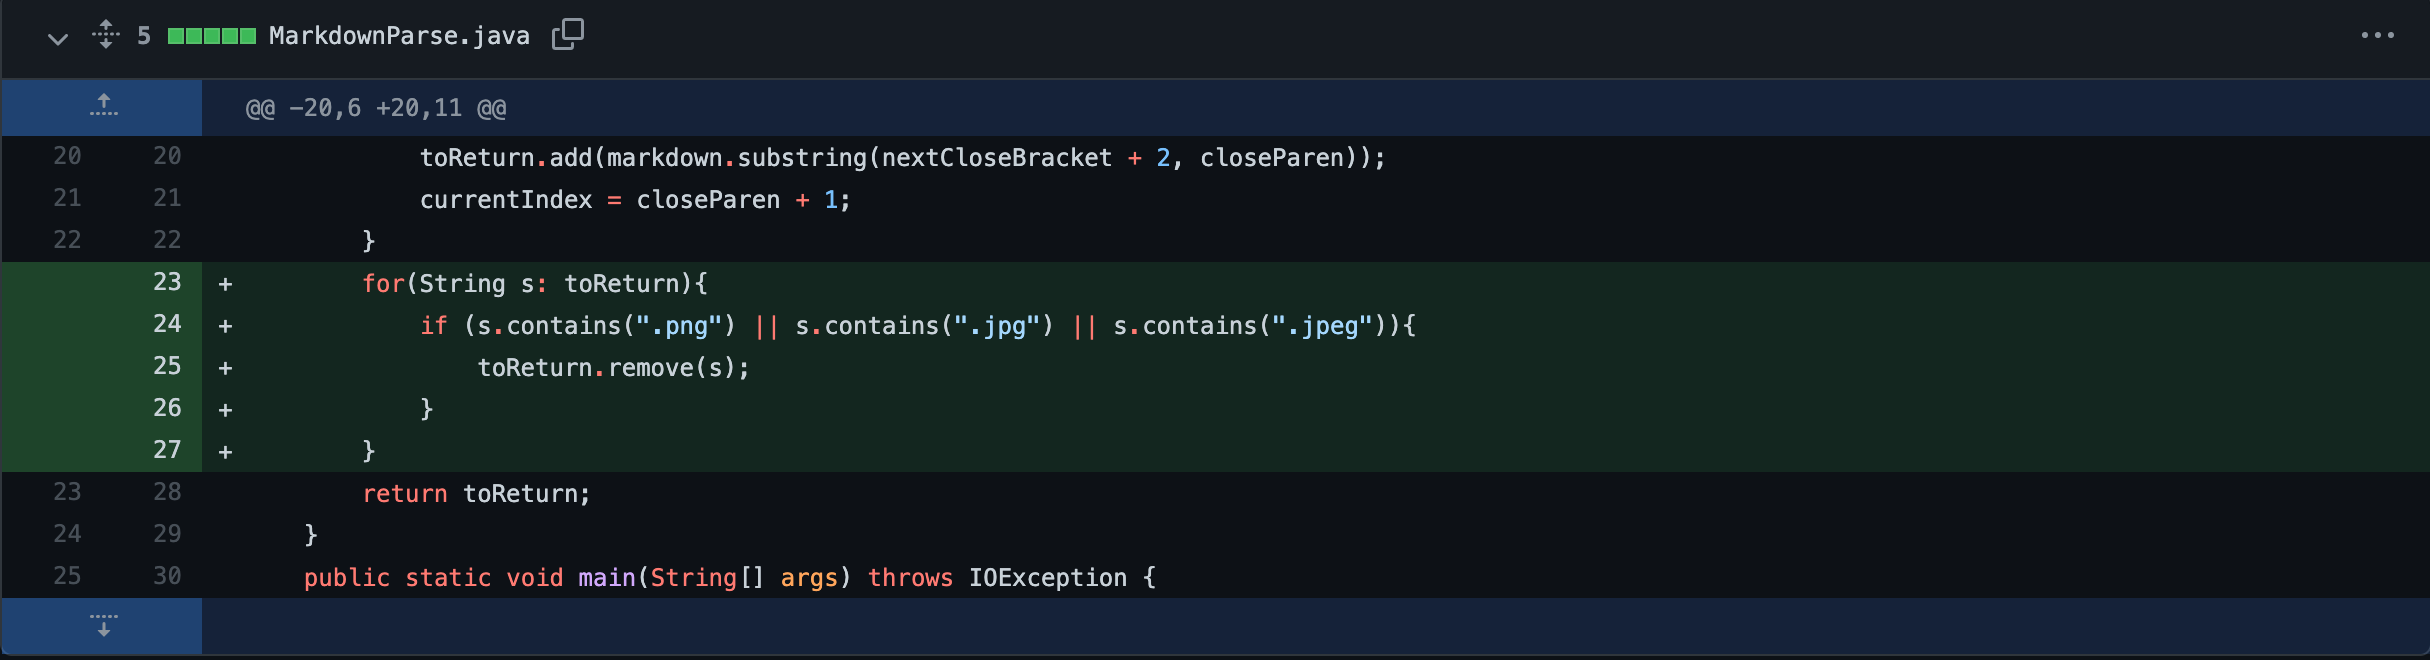 5 MarkdownParse.java
@@ -20,6 +20,11 @@
20 20 toReturn.add(markdown.substring(nextCloseBracket + 2, closeParen));
21 21 currentIndex = closeParen + 1;
22 22 }
23 + for(String s: toReturn){
24 + if (s.contains(".png") || s.contains(".jpg") || s.contains(".jpeg")){
25 + toReturn.remove(s);
26 + }
27 + }
23 28 return toReturn;
24 29 }
25 30 public static void main(String[] args) throws IOException {